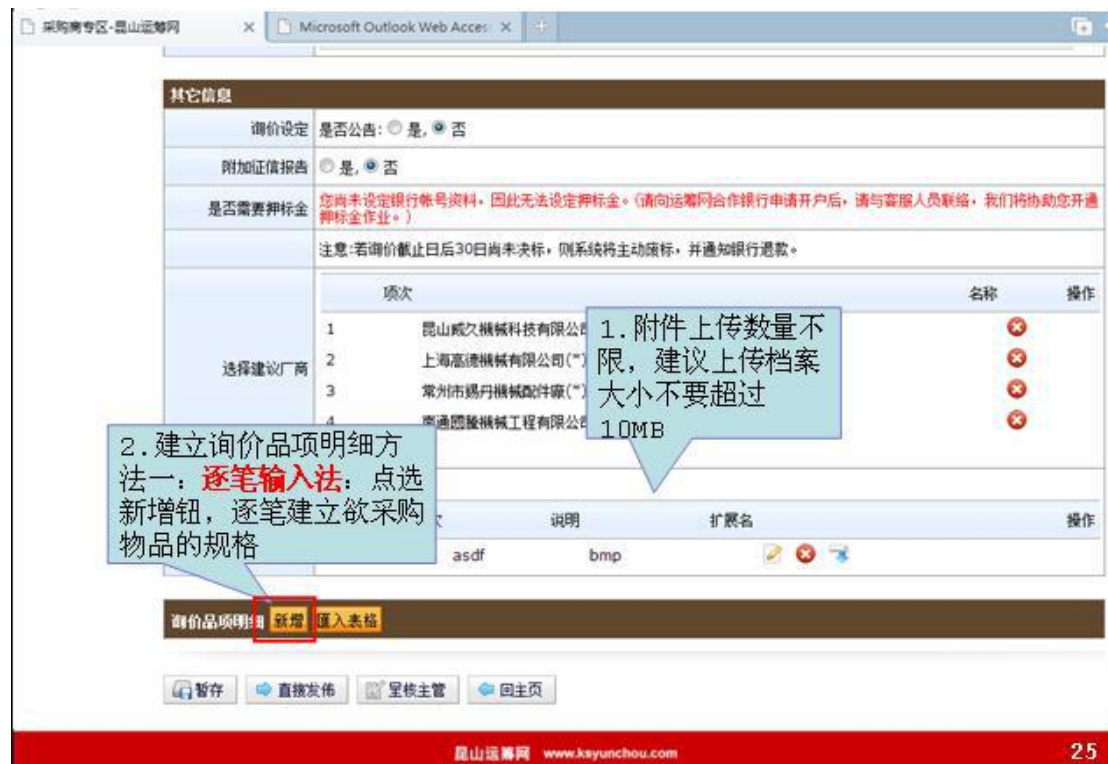 采购商专区-昆山运筹网
Microsoft Outlook Web Acces
其它信息
询价设定 是否公告: 是, 否
附加征信报告 是, 否
是否需要押标金 您尚未设定银行帐号资料，因此无法设定押标金。(请向运筹网合作银行申请开户后，请与客服人员联络，我们将协助您开通
押标金作业。)
注意:若询价截止日后30日尚未决标，则系统将主动废标，并通知银行退款。
项次 名称 操作
1 昆山威久機械科技有限公司
2 上海高德機械有限公司(")
选择建议厂商
3 常州市錫丹機械配件廠(")
4 南通國隆機械工程有限公司
1.附件上传数量不
限，建议上传档案
大小不要超过
10MB
2.建立询价品项明细方
法一：逐笔输入法：点选
新增钮，逐笔建立欲采购
物品的规格
说明 扩展名 操作
asdf bmp
询价品项明细 新增 匯入表格
暂存 直接发佈 呈核主管 回主页
昆山运筹网 www.ksyunchou.com 25